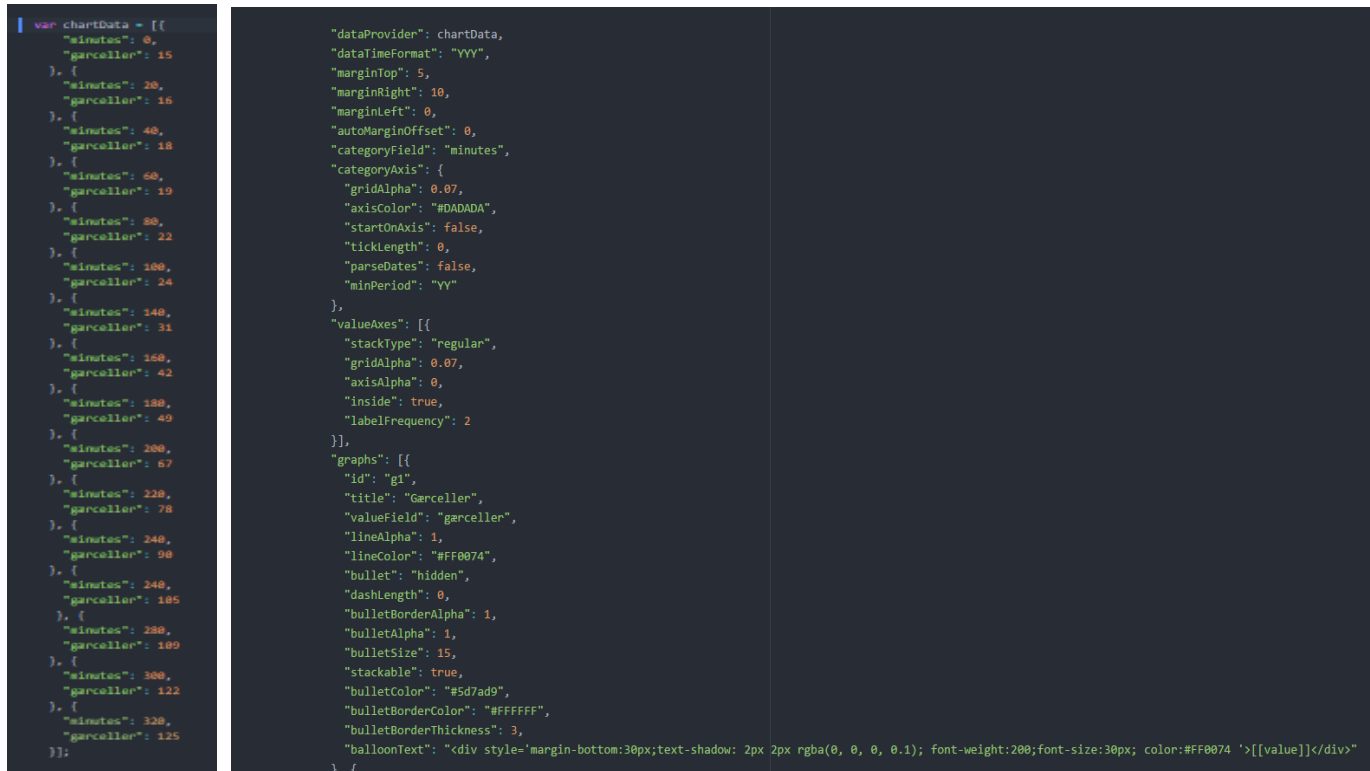 var chartData = [{
"minutes": 0,
"gærceller": 15
}, {
"minutes": 20,
"gærceller": 16
}, {
"minutes": 40,
"gærceller": 18
}, {
"minutes": 60,
"gærceller": 19
}, {
"minutes": 80,
"gærceller": 22
}, {
"minutes": 100,
"gærceller": 24
}, {
"minutes": 140,
"gærceller": 31
}, {
"minutes": 160,
"gærceller": 42
}, {
"minutes": 180,
"gærceller": 49
}, {
"minutes": 200,
"gærceller": 67
}, {
"minutes": 220,
"gærceller": 78
}, {
"minutes": 240,
"gærceller": 90
}, {
"minutes": 240,
"gærceller": 105
}, {
"minutes": 280,
"gærceller": 109
}, {
"minutes": 300,
"gærceller": 122
}, {
"minutes": 320,
"gærceller": 125
}];
"dataProvider": chartData,
"dataTimeFormat": "YYY",
"marginTop": 5,
"marginRight": 10,
"marginLeft": 0,
"autoMarginOffset": 0,
"categoryField": "minutes",
"categoryAxis": {
"gridAlpha": 0.07,
"axisColor": "#DADADA",
"startOnAxis": false,
"tickLength": 0,
"parseDates": false,
"minPeriod": "YY"
},
"valueAxes": [{
"stackType": "regular",
"gridAlpha": 0.07,
"axisAlpha": 0,
"inside": true,
"labelFrequency": 2
}],
"graphs": [{
"id": "g1",
"title": "Gærceller",
"valueField": "gærceller",
"lineAlpha": 1,
"lineColor": "#FF0074",
"bullet": "hidden",
"dashLength": 0,
"bulletBorderAlpha": 1,
"bulletAlpha": 1,
"bulletSize": 15,
"stackable": true,
"bulletColor": "#5d7ad9",
"bulletBorderColor": "#FFFFFF",
"bulletBorderThickness": 3,
"balloonText": "<div style='margin-bottom:30px;text-shadow: 2px 2px rgba(0, 0, 0, 0.1); font-weight:200;font-size:30px; color:#FF0074 '>[[value]]</div>"
}, {